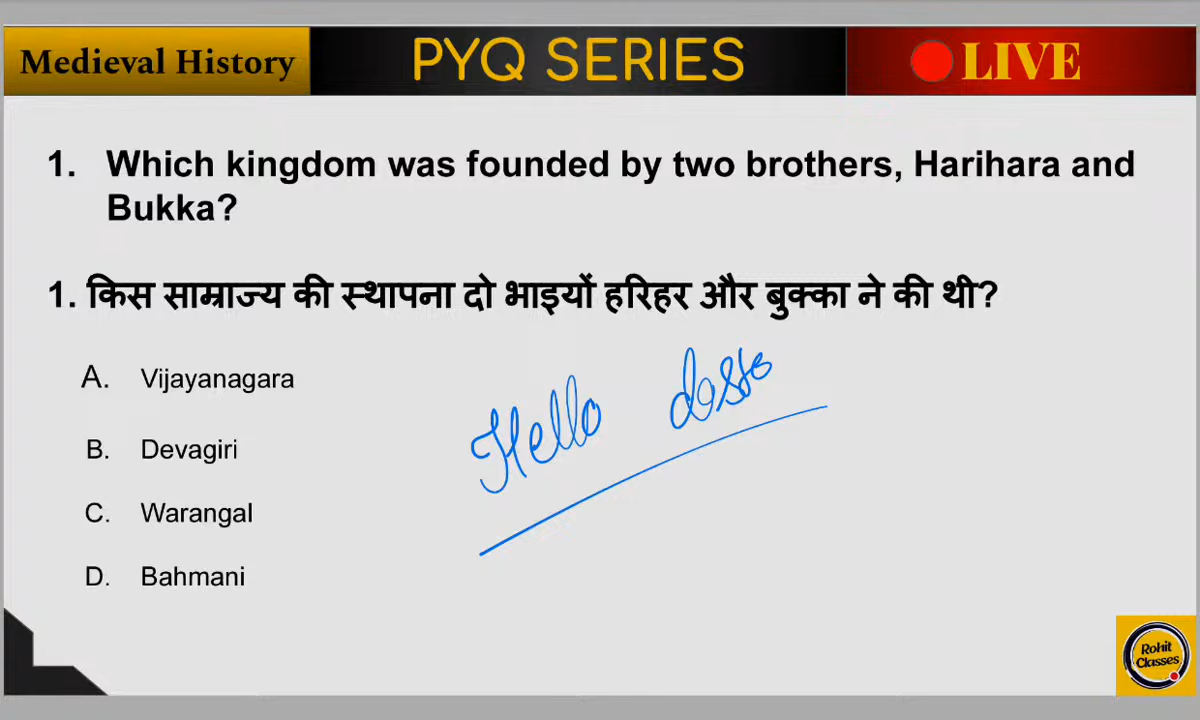 Medieval History
PYQ SERIES
LIVE
1. Which kingdom was founded by two brothers, Harihara and
Bukka?
1. किस साम्राज्य की स्थापना दो भाइयों हरिहर और बुक्का ने की थी?
A. Vijayanagara
B. Devagiri
C. Warangal
D. Bahmani
Hello dosto
Rohit
Classes